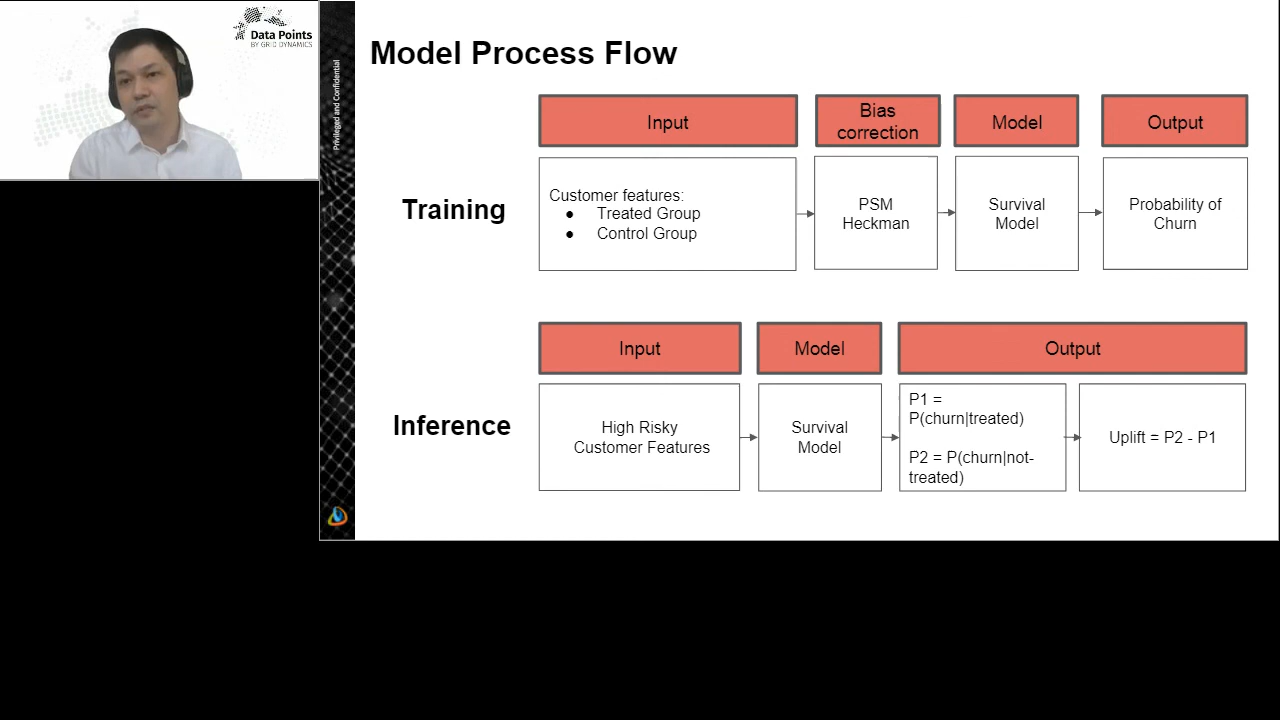 Data Points
BY GRID DYNAMICS
Privileged and Confidential
Model Process Flow
Input
Bias
correction
Model
Output
Training
Customer features:
● Treated Group
● Control Group
PSM
Heckman
Survival
Model
Probability of
Churn
Input
Model
Output
Inference
High Risky
Customer Features
Survival
Model
P1 =
P(churn|treated)
P2 = P(churn|not-
treated)
Uplift = P2 - P1